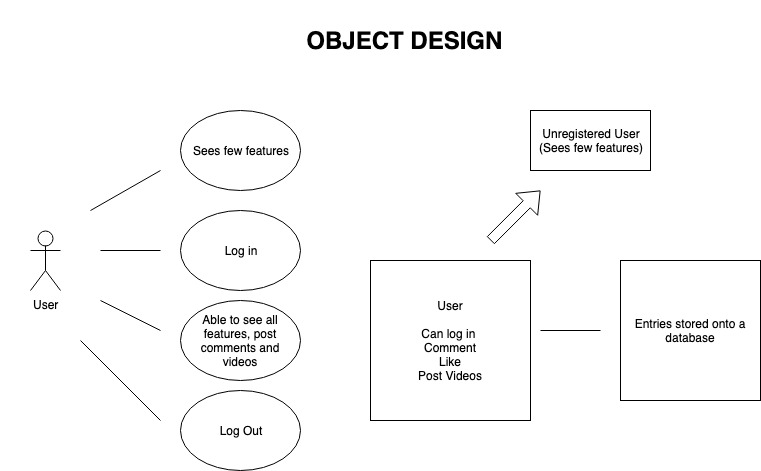 OBJECT DESIGN
Sees few features
Log in
User
Able to see all
features, post
comments and
videos
Log Out
Unregistered User
(Sees few features)
User
Can log in
Comment
Like
Post Videos
Entries stored onto a
database